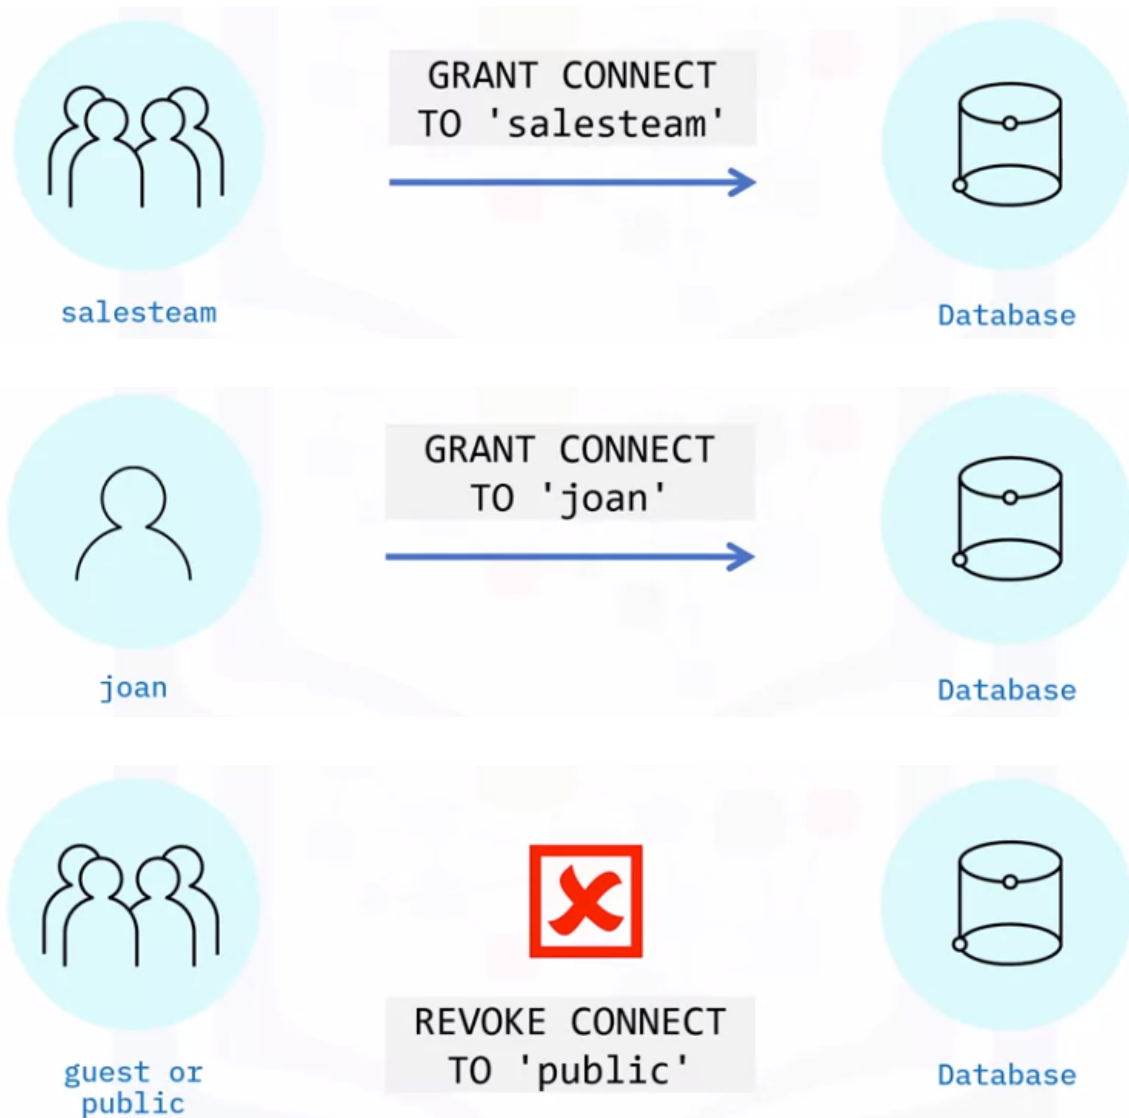 GRANT CONNECT
TO 'salesteam'
salesteam
Database
GRANT CONNECT
TO 'joan'
joan
Database
REVOKE CONNECT
TO 'public'
guest or
public
Database